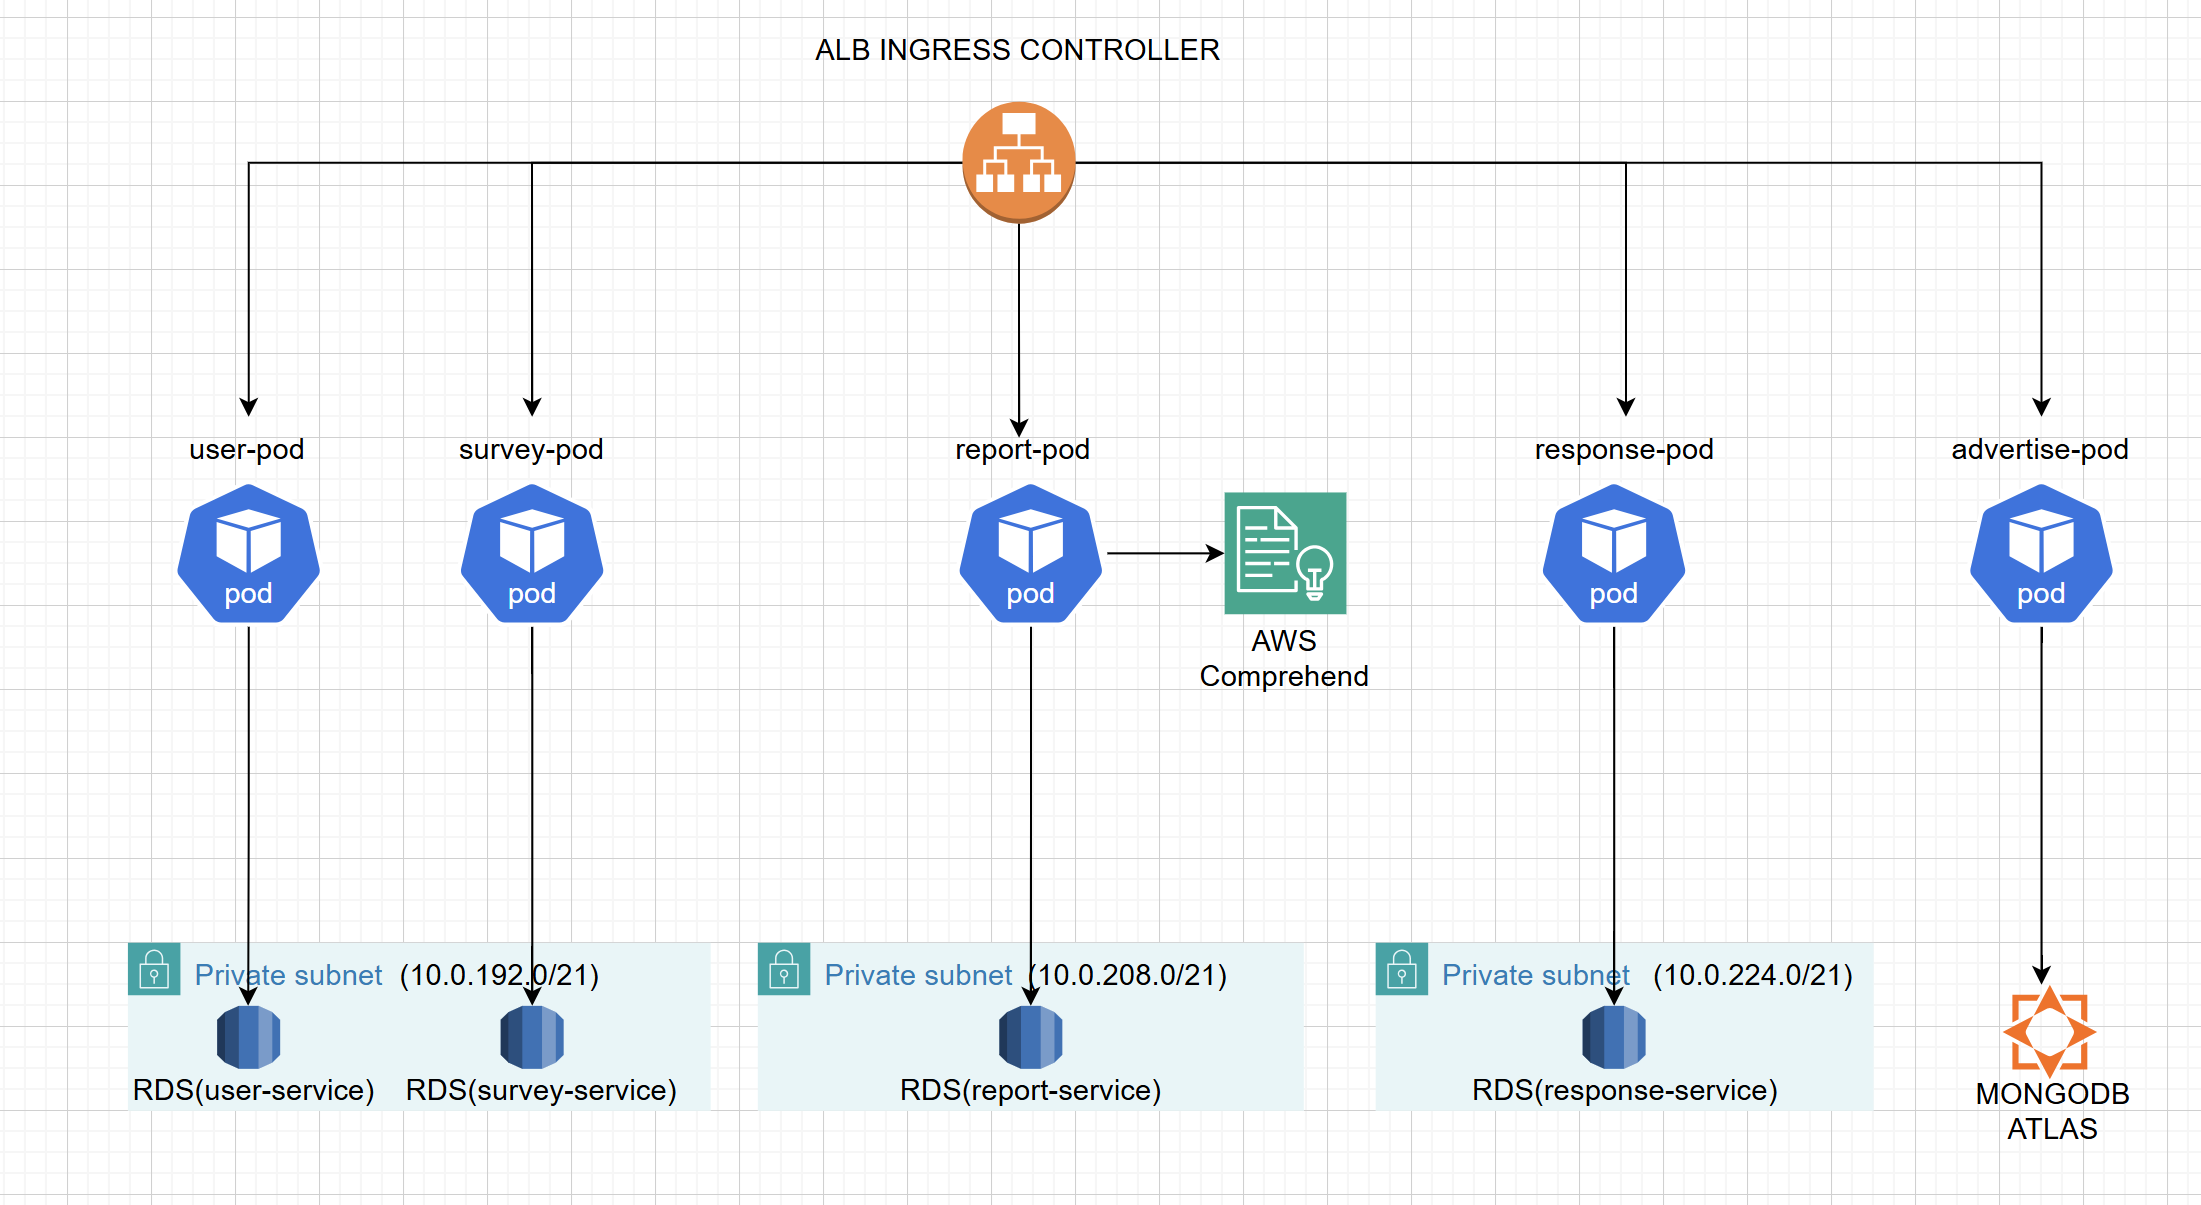 ALB INGRESS CONTROLLER
user-pod
survey-pod
report-pod
response-pod
advertise-pod
pod
pod
pod
pod
pod
AWS
Comprehend
Private subnet (10.0.192.0/21)
Private subnet (10.0.208.0/21)
Private subnet (10.0.224.0/21)
RDS(user-service)
RDS(survey-service)
RDS(report-service)
RDS(response-service)
MONGODB
ATLAS